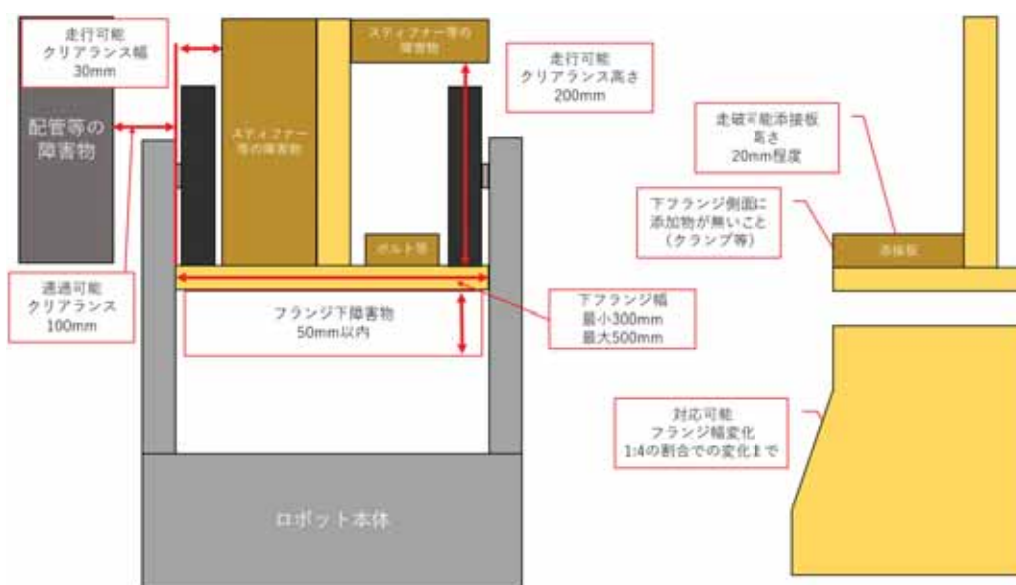 走行可能
クリアランス幅
30mm
スティフナー等の
障害物
走行可能
クリアランス高さ
200mm
配管等の
障害物
スティフナー
等の障害物
走破可能添接板
高さ
20mm程度
下フランジ側面に
添加物が無いこと
（クランプ等）
ボルト等
添接板
通過可能
クリアランス
100mm
フランジ下障害物
50mm以内
下フランジ幅
最小300mm
最大500mm
対応可能
フランジ幅変化
1:4の割合での変化まで
ロボット本体